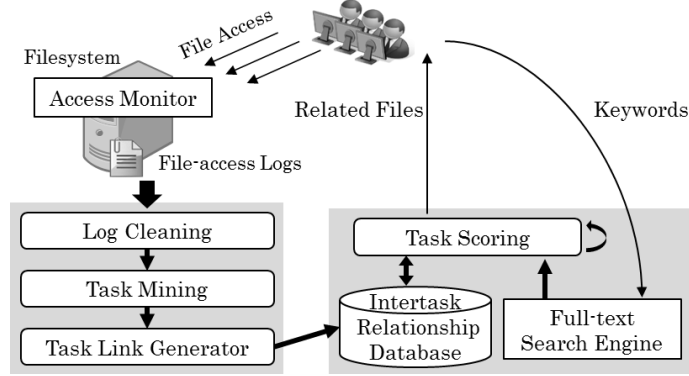 File Access
Filesystem
Access Monitor
File-access Logs
Related Files
Keywords
Log Cleaning
Task Mining
Task Link Generator
Task Scoring
Intertask
Relationship
Database
Full-text
Search Engine